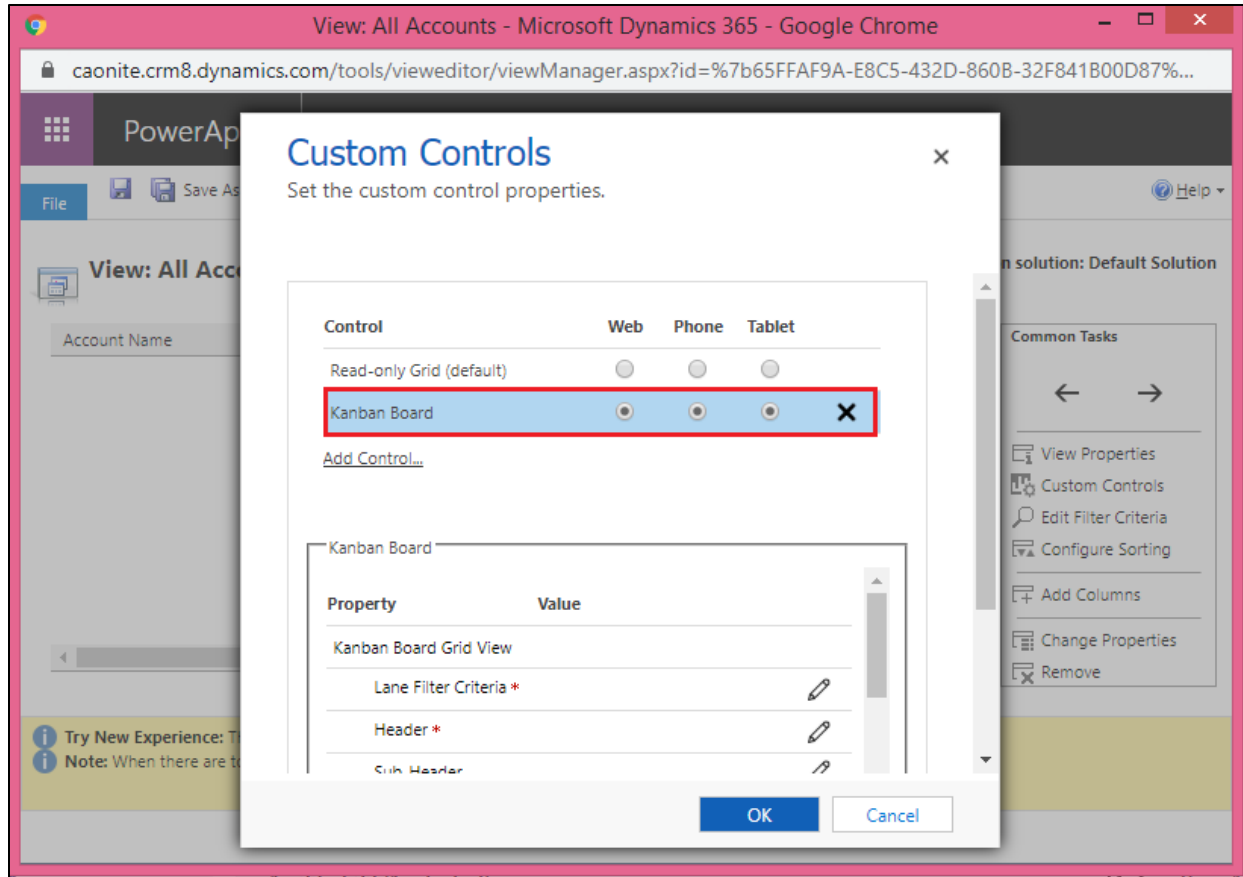 View: All Accounts - Microsoft Dynamics 365 - Google Chrome
caonite.crm8.dynamics.com/tools/vieweditor/viewManager.aspx?id=%7b65FFAF9A-E8C5-432D-860B-32F841B00D87%...
PowerAp
File
Save As
Help
View: All Acc
n solution: Default Solution
Account Name
Custom Controls
Set the custom control properties.
Control Web Phone Tablet
Read-only Grid (default)
Kanban Board
Add Control...
Kanban Board
Property Value
Kanban Board Grid View
Lane Filter Criteria *
Header *
Sub Header
OK Cancel
Common Tasks
View Properties
Custom Controls
Edit Filter Criteria
Configure Sorting
Add Columns
Change Properties
Remove
Try New Experience: T
Note: When there are to